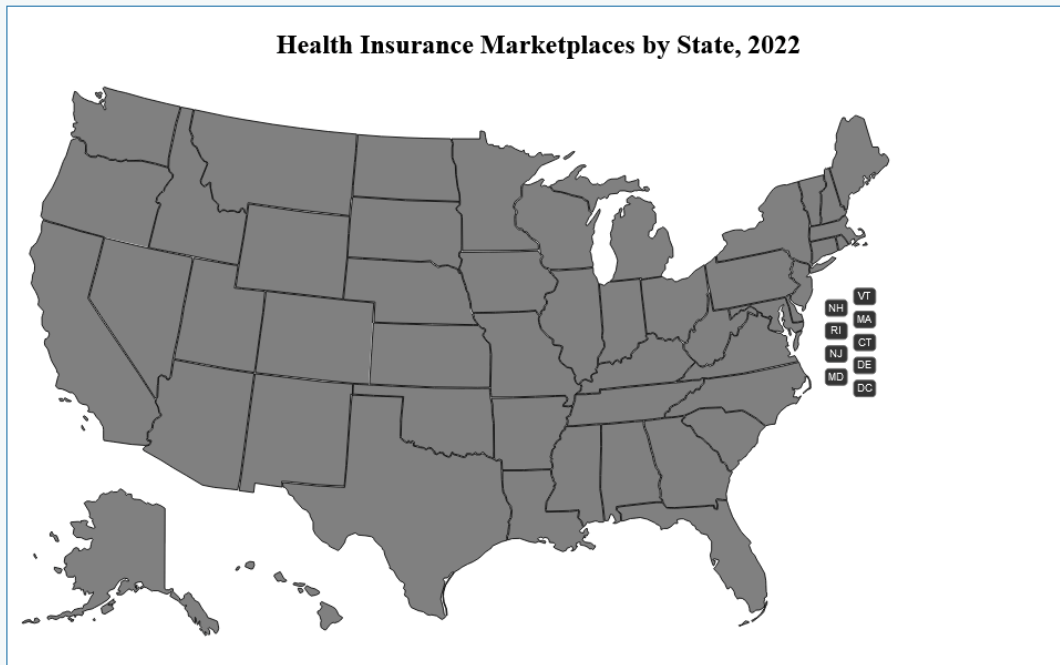 Health Insurance Marketplaces by State, 2022
VT
NH
MA
RI
CT
NJ
DE
MD
DC